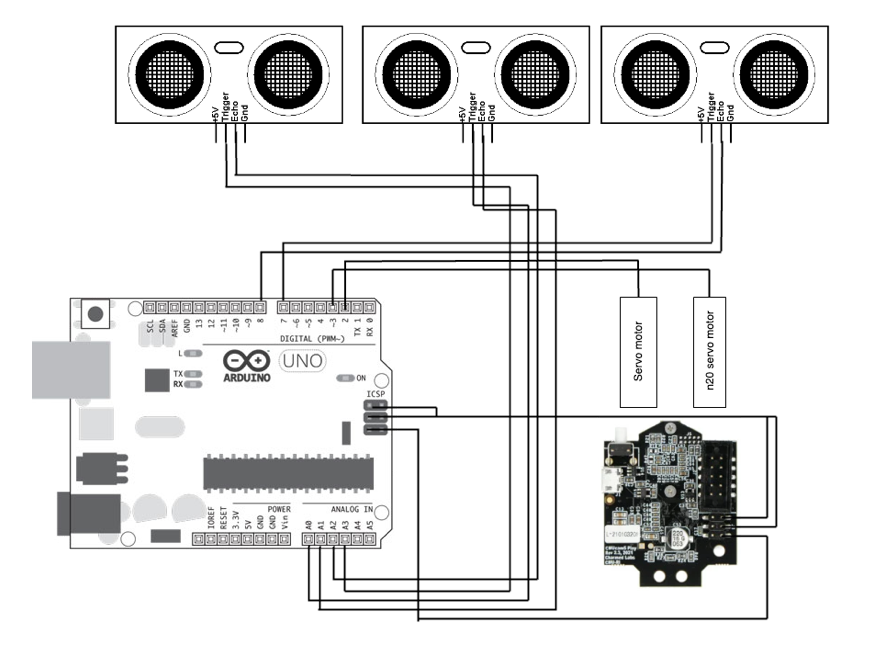 +5V
Trigger
Echo
Gnd
+5V
Trigger
Echo
Gnd
+5V
Trigger
Echo
Gnd
SCL
SDA
AREF
GND
13
12
~11
~10
~9
8
7
~6
~5
4
~3
2
TX 1
RX 0
DIGITAL (PWM~)
L
TX
RX
ARDUINO
UNO
ON
ICSP
Servo motor
n20 servo motor
POWER
ANALOG IN
IOREF
RESET
3.3V
5V
GND
GND
Vin
A0
A1
A2
A3
A4
A5